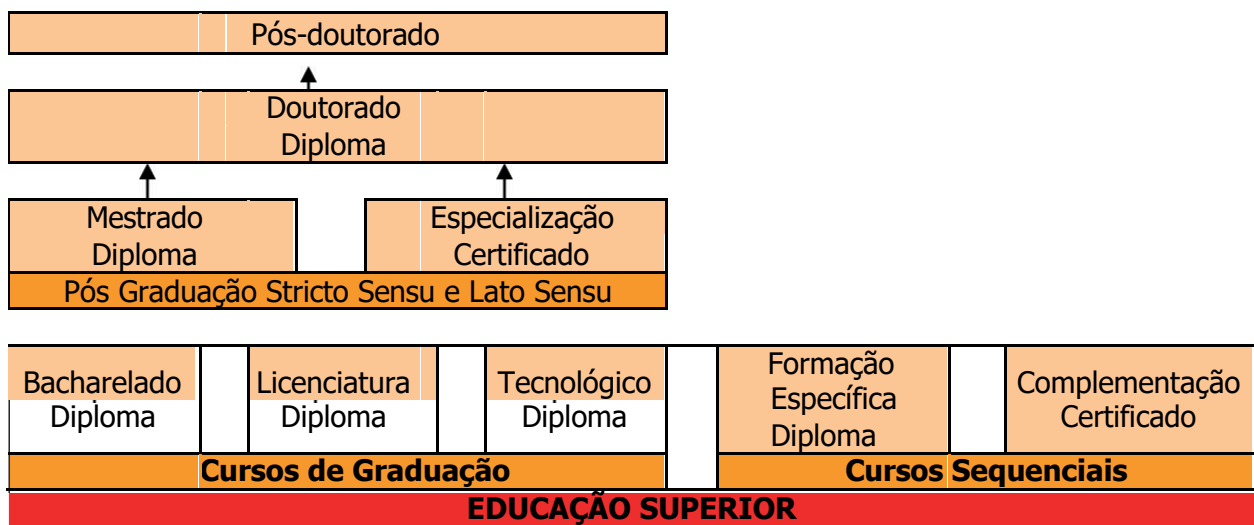 Pós-doutorado
Doutorado
Diploma
Mestrado
Diploma
Especialização
Certificado
Pós Graduação Stricto Sensu e Lato Sensu
Bacharelado
Diploma
Licenciatura
Diploma
Tecnológico
Diploma
Formação
Específica
Diploma
Complementação
Certificado
Cursos de Graduação
Cursos Sequenciais
EDUCAÇÃO SUPERIOR